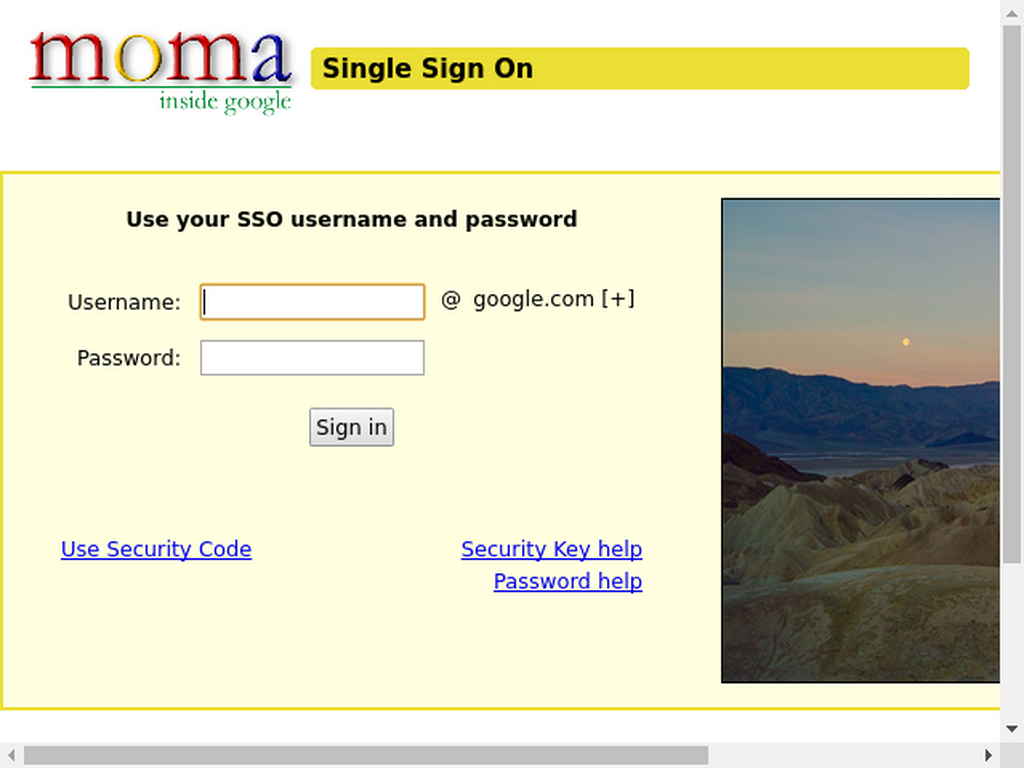 moma
inside google
Single Sign On
Use your SSO username and password
Username:
@ google.com [+]
Password:
Sign in
Use Security Code
Security Key help
Password help